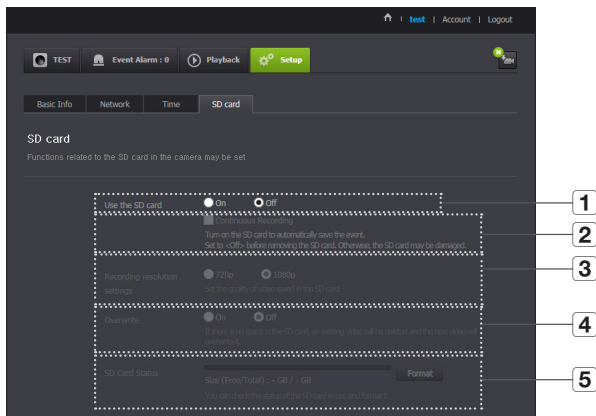 test | Account | Logout
TEST
Event Alarm : 0
Playback
Setup
N
Basic Info
Network
Time
SD card
SD card
Functions related to the SD card in the camera may be set
Use the SD card
On
Off
1
Continuous Recording
Turn on the SD card to automatically save the event.
Set to <Off> before removing the SD card. Otherwise, the SD card may be damaged.
2
Recording resolution
settings
720p
1080p
Set the quality of video saved in the SD card.
3
Overwrite
On
Off
If there is no space in the SD card, an existing video will be deleted and the new video will
overwrite it.
4
SD Card Status
Format
Size (Free/Total) : - GB / - GB
You can check the status of the SD card in use and format it.
5